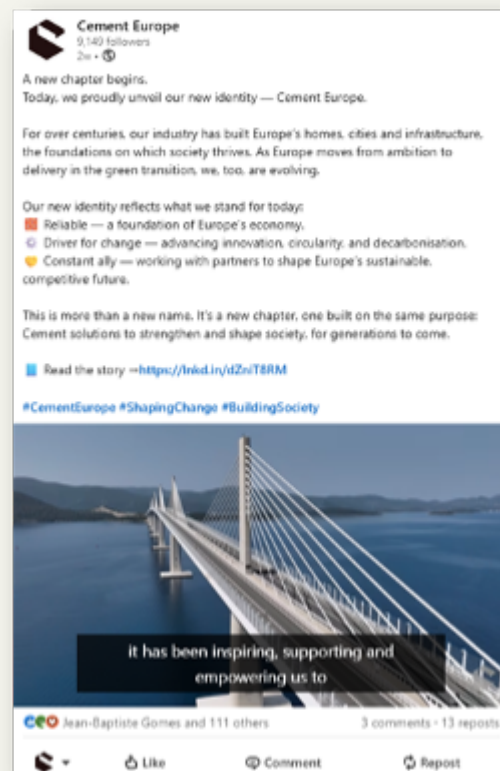 Cement Europe
9,149 followers
2w •
A new chapter begins.
Today, we proudly unveil our new identity — Cement Europe.
For over centuries, our industry has built Europe's homes, cities and infrastructure,
the foundations on which society thrives. As Europe moves from ambition to
delivery in the green transition, we, too, are evolving.
Our new identity reflects what we stand for today:
Reliable — a foundation of Europe's economy.
Driver for change — advancing innovation, circularity, and decarbonisation.
Constant ally — working with partners to shape Europe's sustainable,
competitive future.
This is more than a new name. It's a new chapter, one built on the same purpose:
Cement solutions to strengthen and shape society, for generations to come.
Read the story →https://lnkd.in/dZniT8RM
#CementEurope #ShapingChange #BuildingSociety
it has been inspiring, supporting and
empowering us to
Jean-Baptiste Gomes and 111 others 3 comments · 13 reposts
Like Comment Repost